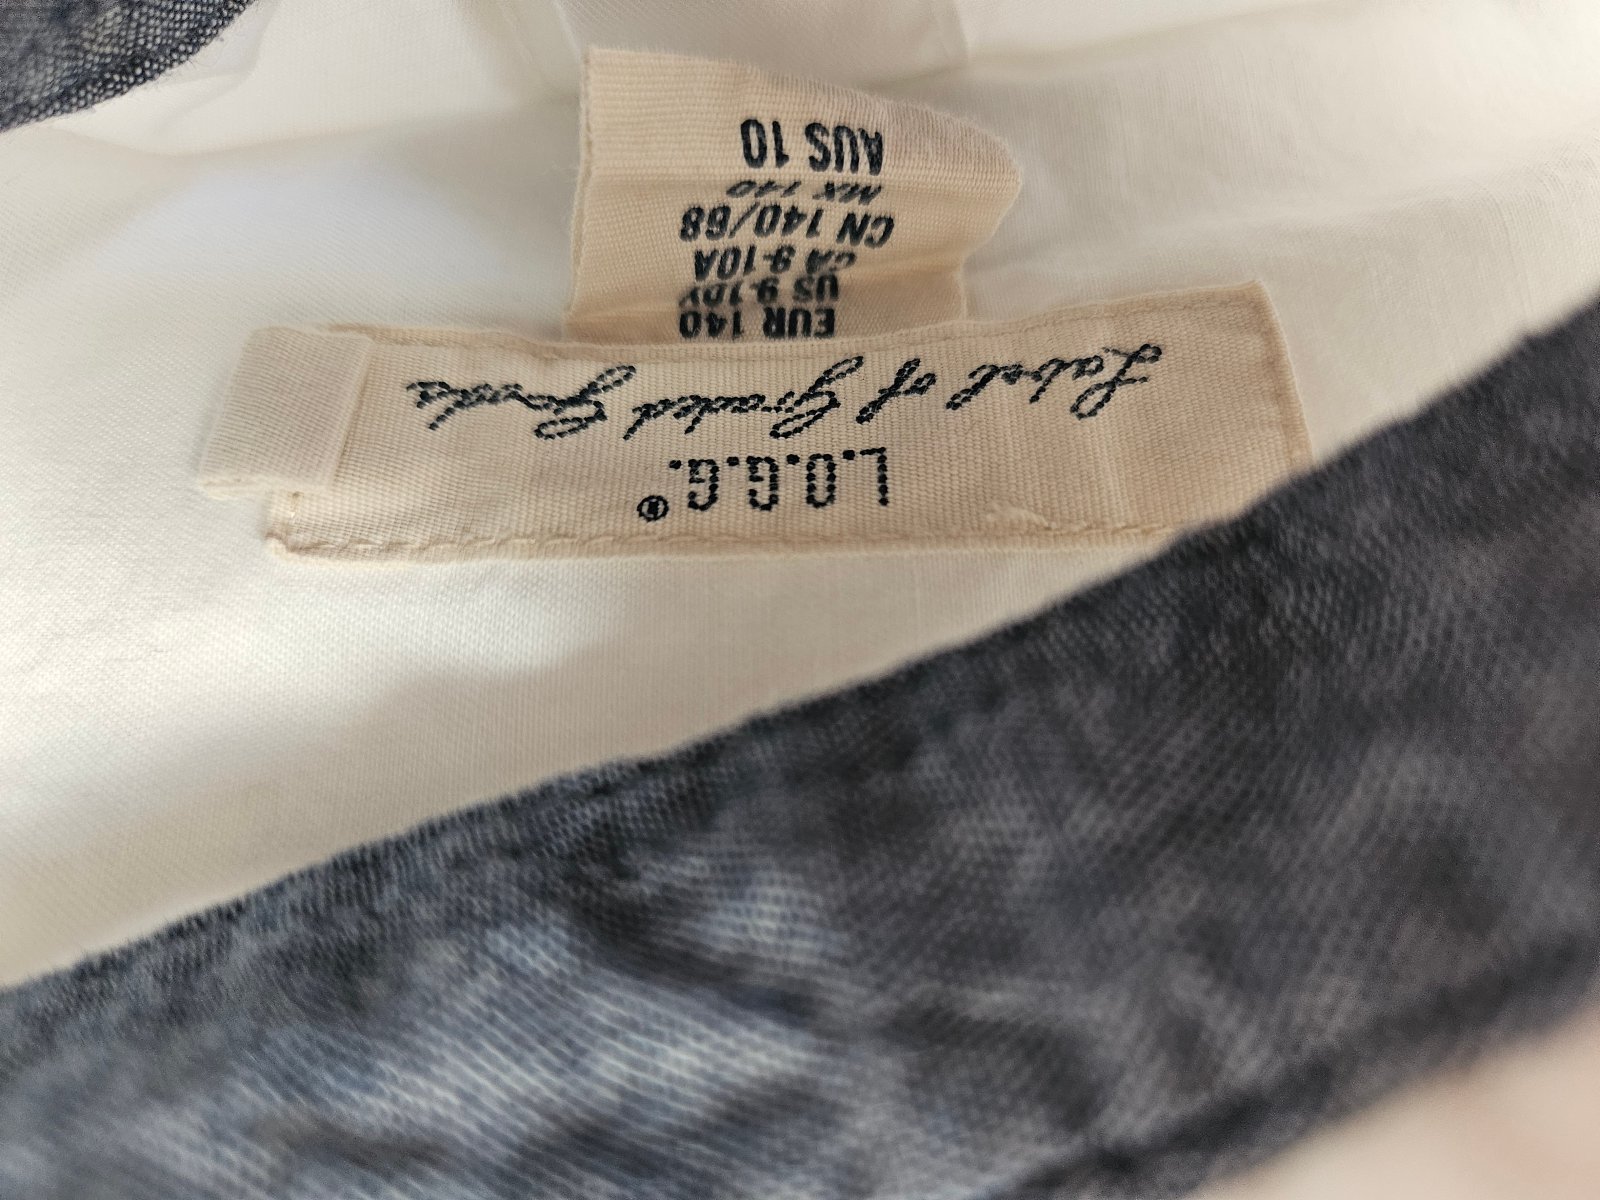 L.O.G.G.®
Label of Graded Goods
EUR 140
US 9-10Y
CA 9-10A
CN 140/68
MX 140
AUS 10